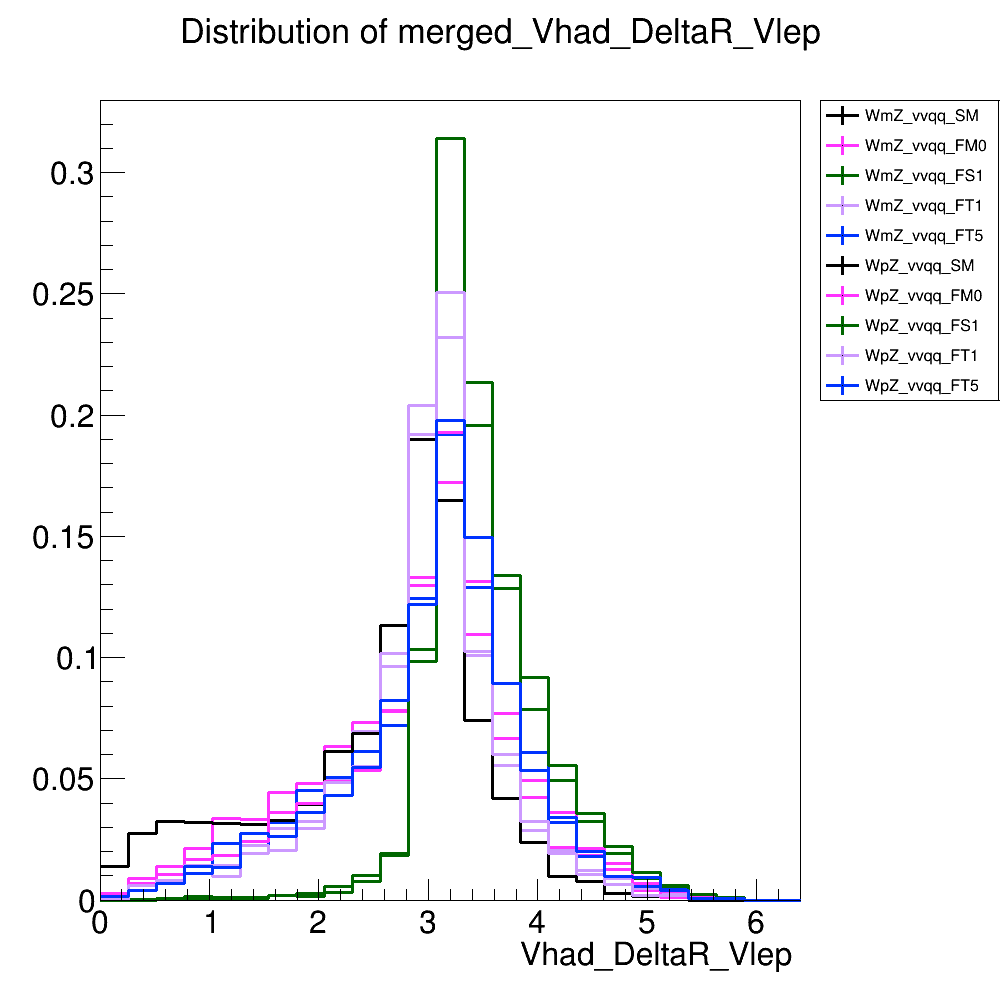 Distribution of merged_Vhad_DeltaR_Vlep
WmZ_vvqq_SM
WmZ_vvqq_FM0
WmZ_vvqq_FS1
WmZ_vvqq_FT1
WmZ_vvqq_FT5
WpZ_vvqq_SM
WpZ_vvqq_FM0
WpZ_vvqq_FS1
WpZ_vvqq_FT1
WpZ_vvqq_FT5
0.3
0.25
0.2
0.15
0.1
0.05
0
0 1 2 3 4 5 6
Vhad_DeltaR_Vlep